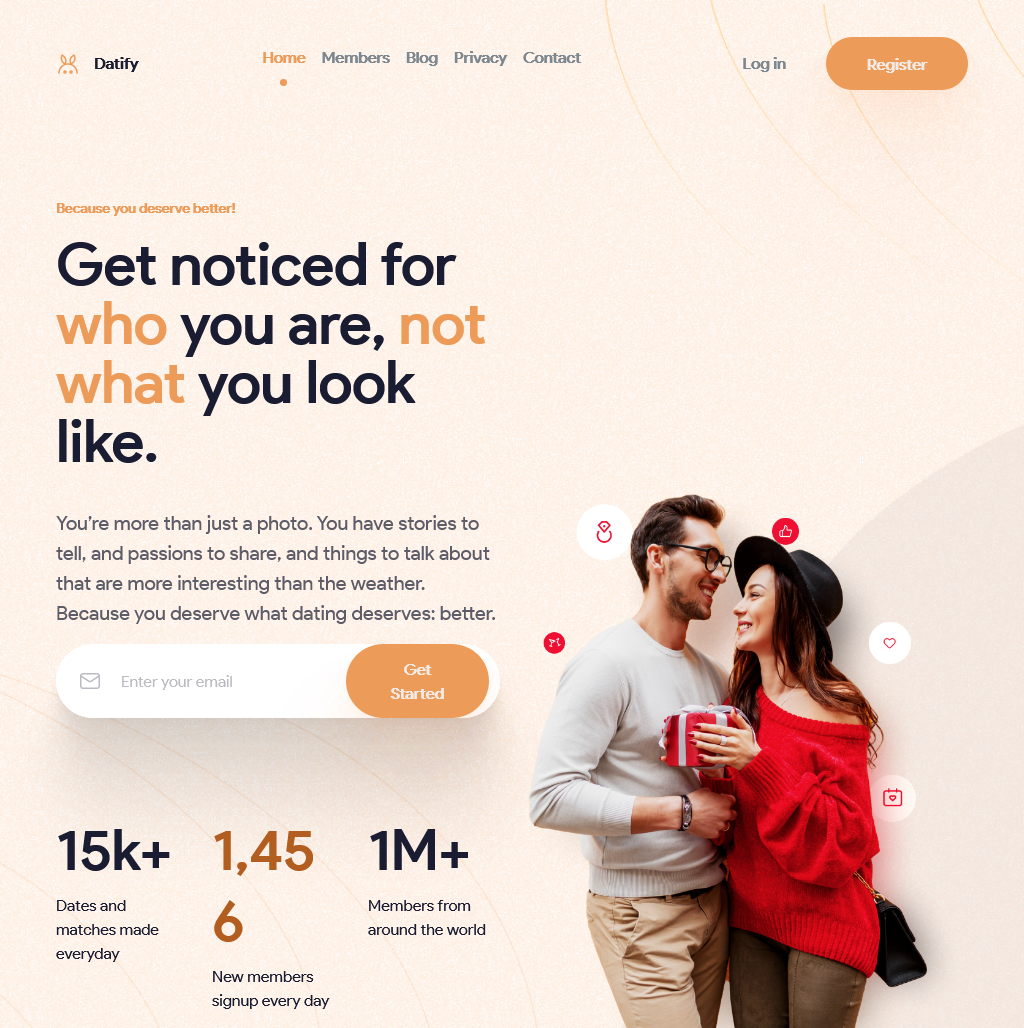 Datify
Home Members Blog Privacy Contact
Log in
Register
Because you deserve better!
Get noticed for
who you are, not
what you look
like.
You’re more than just a photo. You have stories to
tell, and passions to share, and things to talk about
that are more interesting than the weather.
Because you deserve what dating deserves: better.
Enter your email
Get
Started
15k+
Dates and
matches made
everyday
1,45
6
New members
signup every day
1M+
Members from
around the world